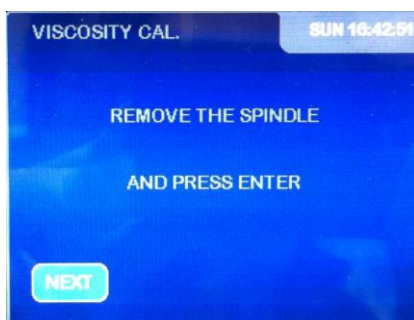 VISCOSITY CAL.
SUN 16:42:51
REMOVE THE SPINDLE
AND PRESS ENTER
NEXT